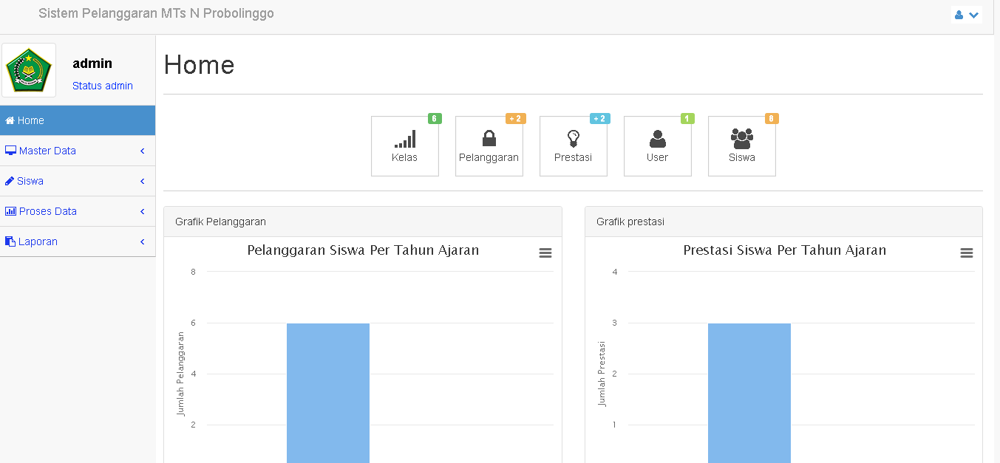 Sistem Pelanggaran MTs N Probolinggo
admin
Status admin
Home
Master Data
Siswa
Proses Data
Laporan
Home
6
Kelas
+ 2
Pelanggaran
+ 2
Prestasi
1
User
8
Siswa
Grafik Pelanggaran
Pelanggaran Siswa Per Tahun Ajaran
Jumlah Pelanggaran
8
6
4
2
Grafik prestasi
Prestasi Siswa Per Tahun Ajaran
Jumlah Prestasi
4
3
2
1